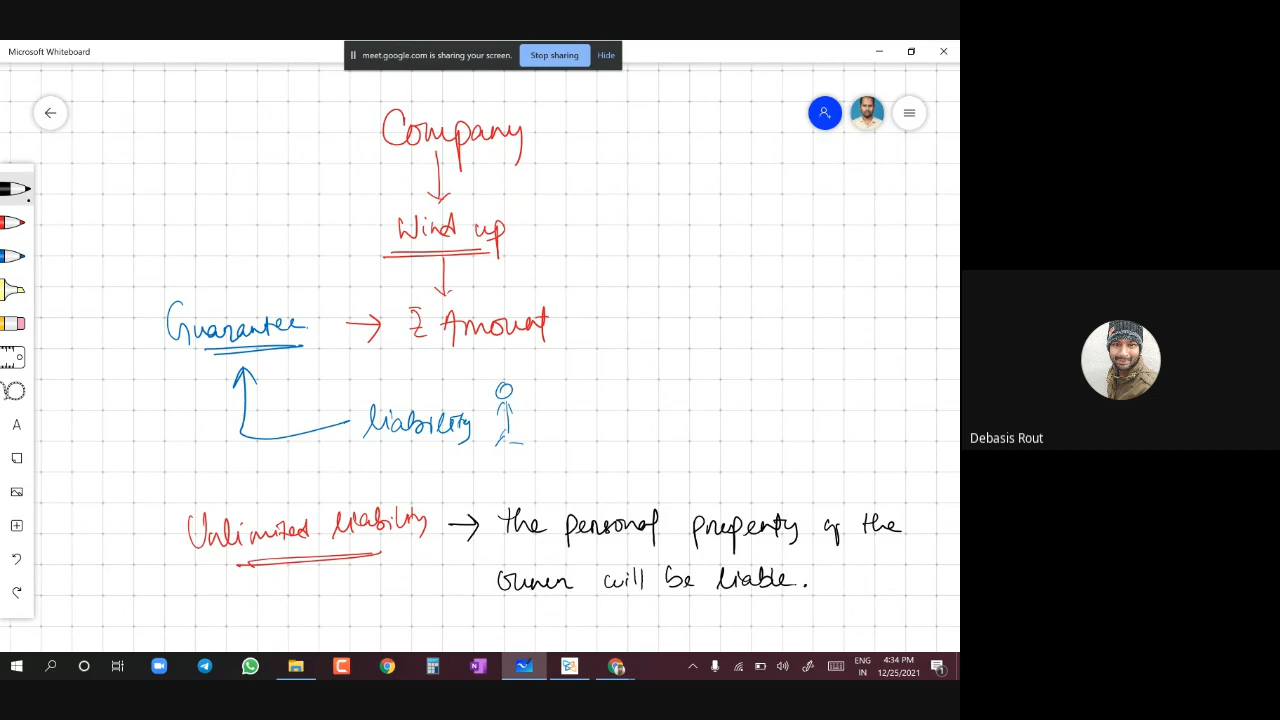 Microsoft Whiteboard
meet.google.com is sharing your screen.
Stop sharing
Hide
Company
Wind up
Guarantee → Z Amount
liability
Unlimited liability → the personal property of the
owner will be liable.
A
Debasis Rout
ENG
IN
4:34 PM
12/25/2021
1